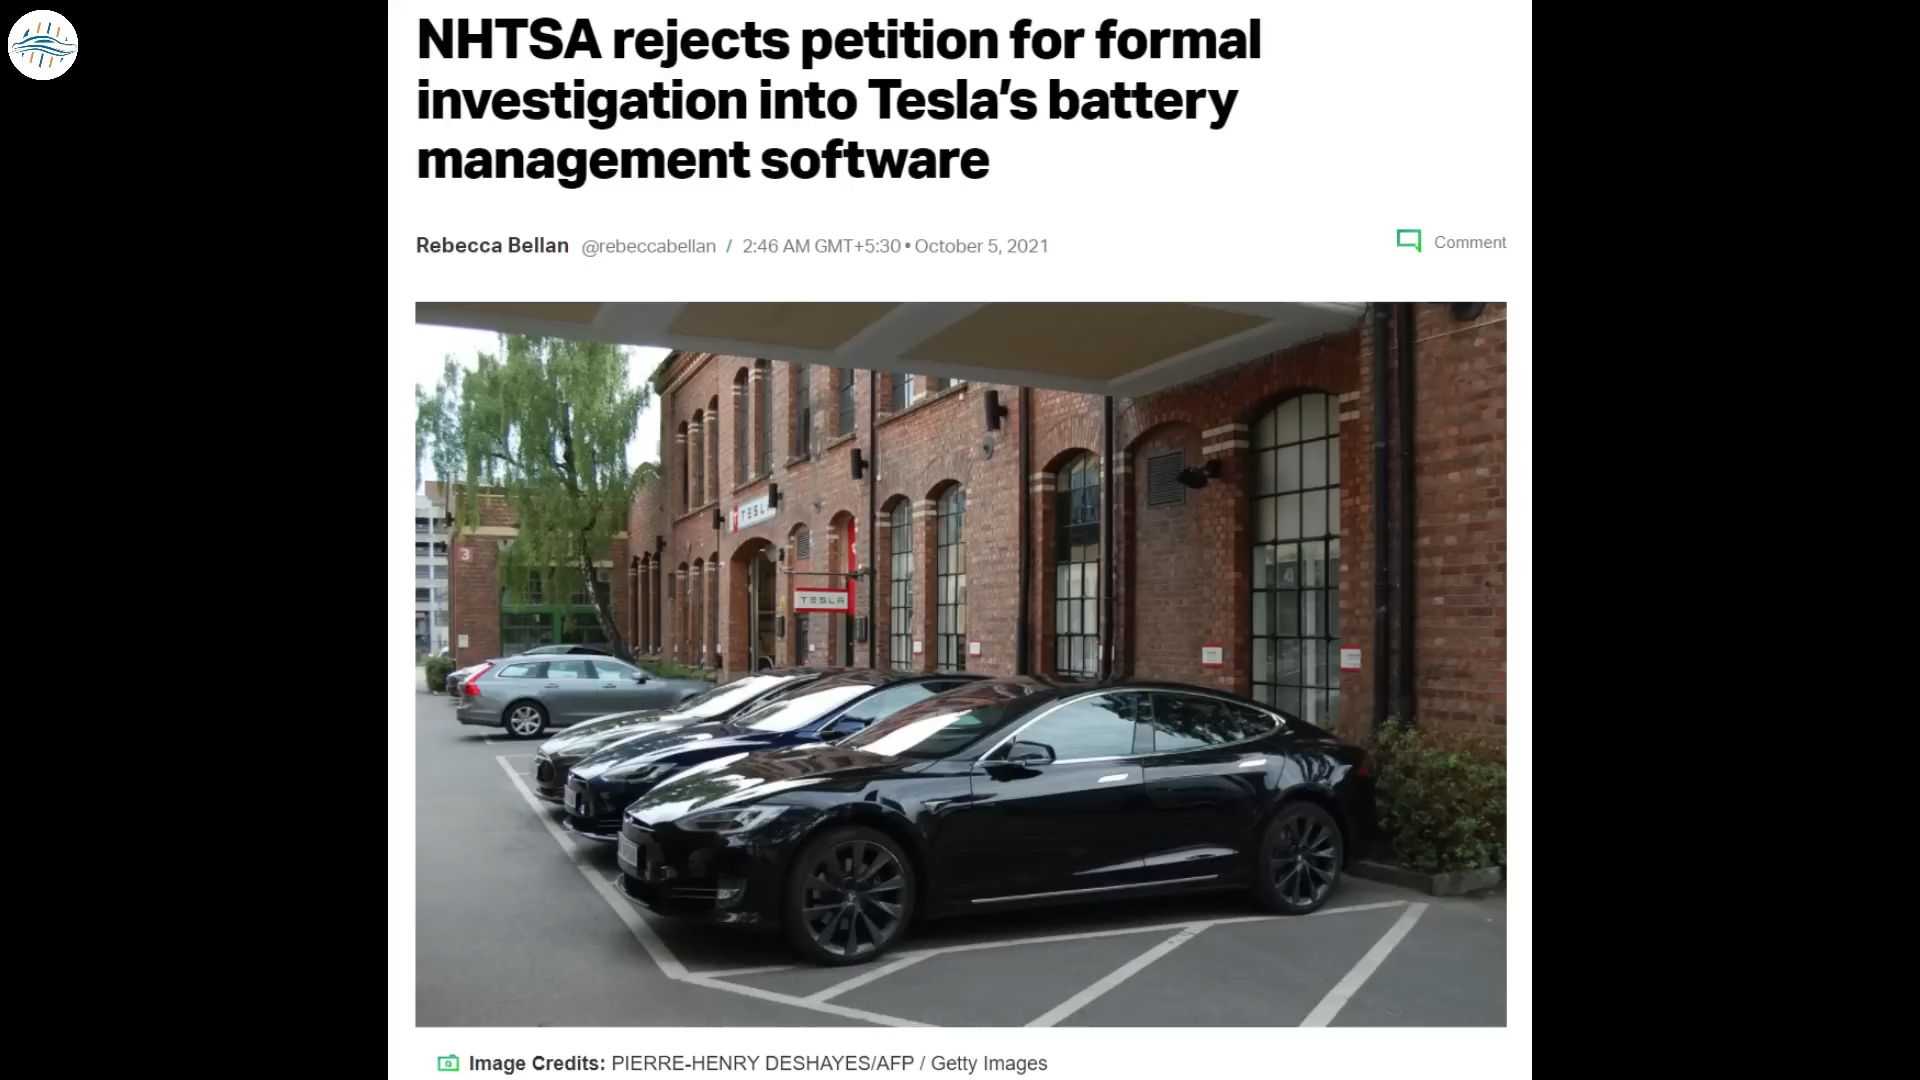 NHTSA rejects petition for formal
investigation into Tesla's battery
management software
Rebecca Bellan @rebeccabellan / 2:46 AM GMT+5:30 • October 5, 2021
Comment
TESLA
3
TESLA
Image Credits: PIERRE-HENRY DESHAYES/AFP / Getty Images